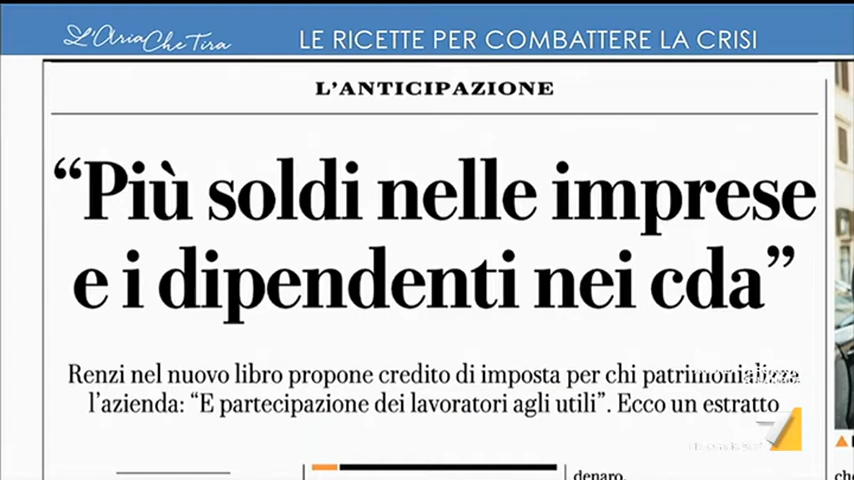 L'Aria Che Tira
LE RICETTE PER COMBATTERE LA CRISI
L'ANTICIPAZIONE
“Più soldi nelle imprese
e i dipendenti nei cda”
Renzi nel nuovo libro propone credito di imposta per chi patrimonializza
l’azienda: “E partecipazione dei lavoratori agli utili”. Ecco un estratto
denaro.